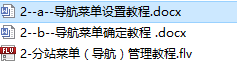 2--a--导航菜单设置教程.docx
2--b--导航菜单确定教程 .docx
2-分站菜单（导航）管理教程.flv